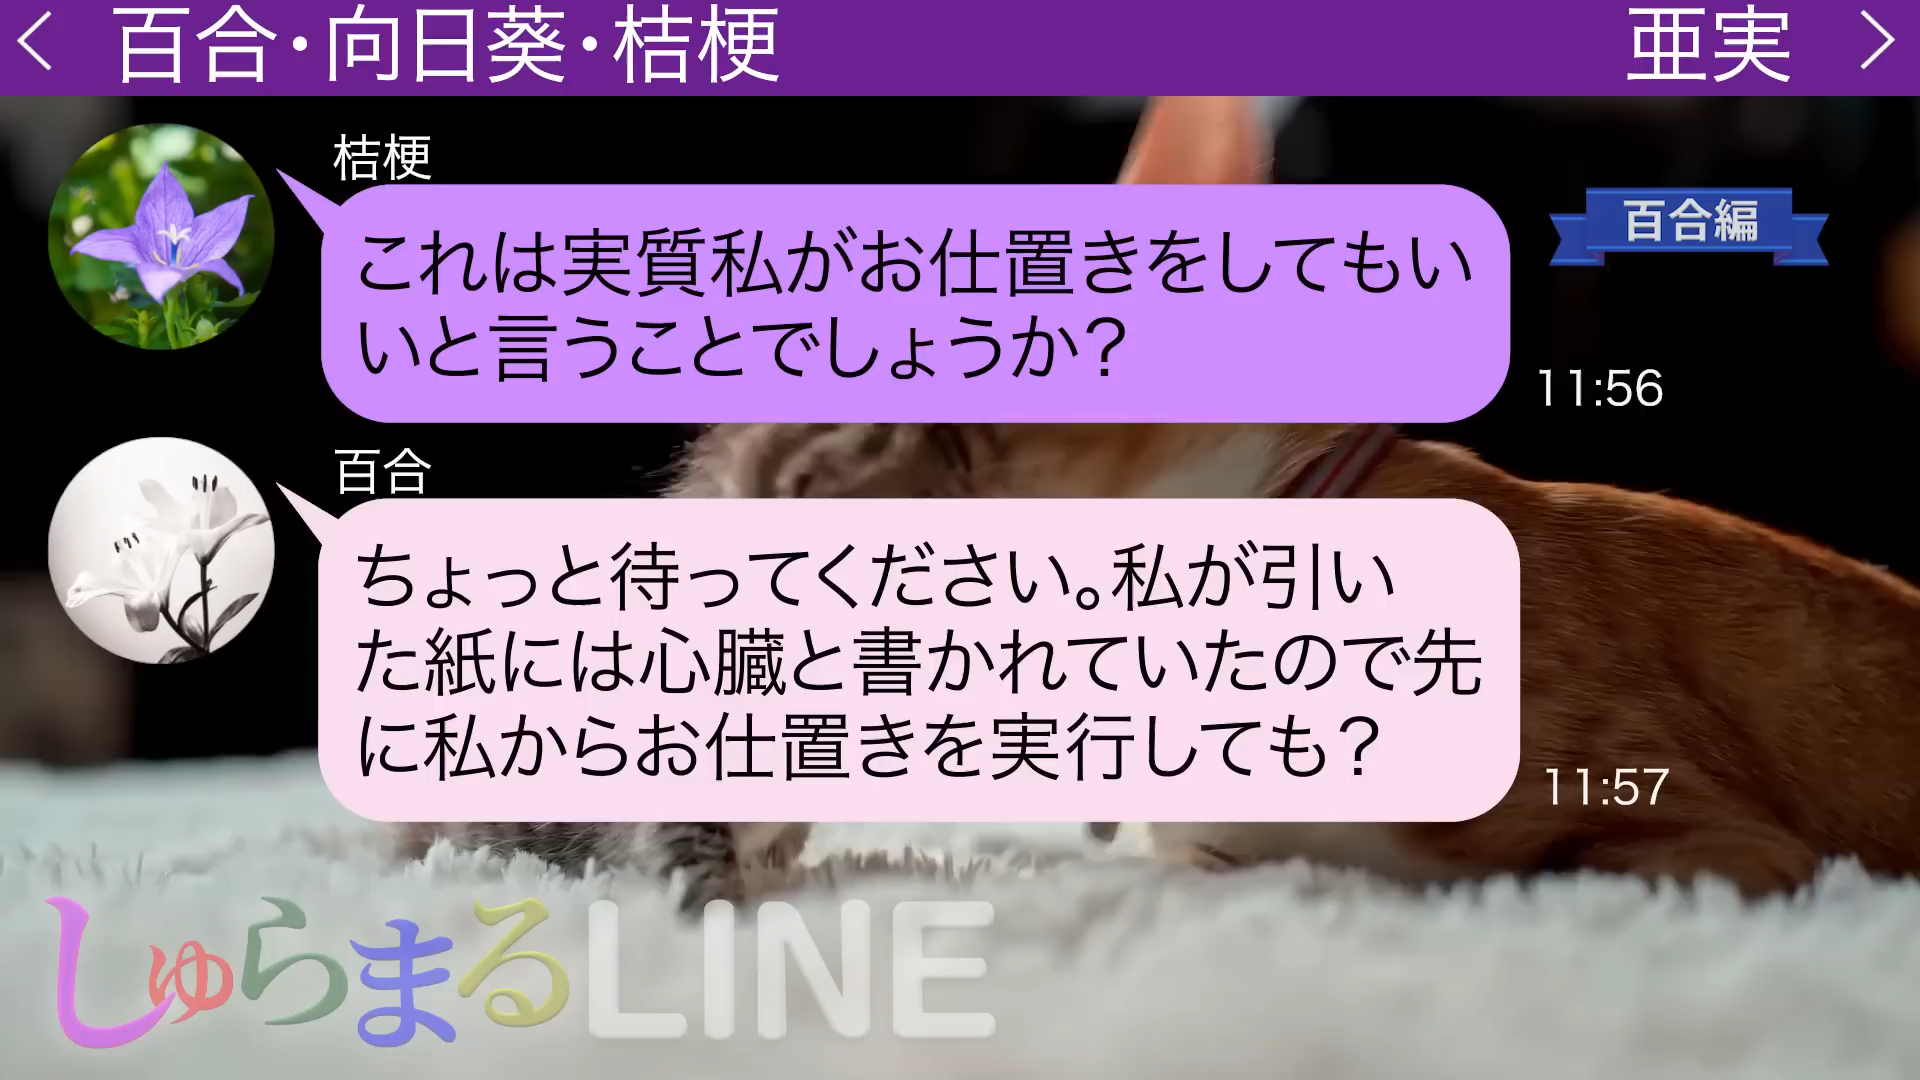 百合・向日葵・桔梗
亜実
桔梗
これは実質私がお仕置きをしてもい
いと言うことでしょうか?
11:56
百合編
百合
ちょっと待ってください。私が引い
た紙には心臓と書かれていたので先
に私からお仕置きを実行しても?
11:57
しゅらまるLINE